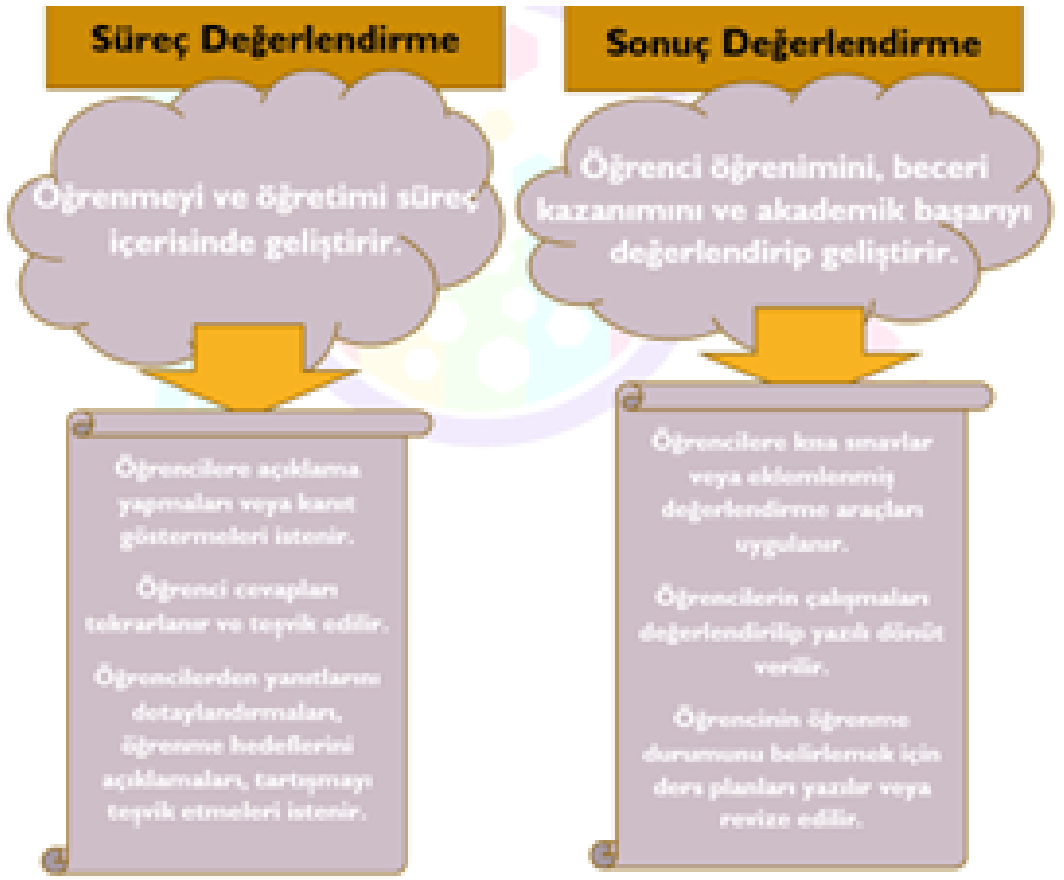 Süreç Değerlendirme
Öğrenmeyi ve öğretimi süreç
içerisinde geliştirir.
Öğrencilere açıklama
yapmaları veya kanıt
göstermeleri istenir.
Öğrenci cevapları
tekrarlanır ve teşvik edilir.
Öğrencilerden yanıtlarını
detaylandırmaları,
öğrenme hedeflerini
açıklamaları, tartışmayı
teşvik etmeleri istenir.
Sonuç Değerlendirme
Öğrenci öğrenimini, beceri
kazanımını ve akademik başarıyı
değerlendirip geliştirir.
Öğrencilere kısa sınavlar
veya eklemlenmiş
değerlendirme araçları
uygulanır.
Öğrencilerin çalışmaları
değerlendirilip yazılı dönüt
verilir.
Öğrencinin öğrenme
durumunu belirlemek için
ders planları yazılır veya
revize edilir.